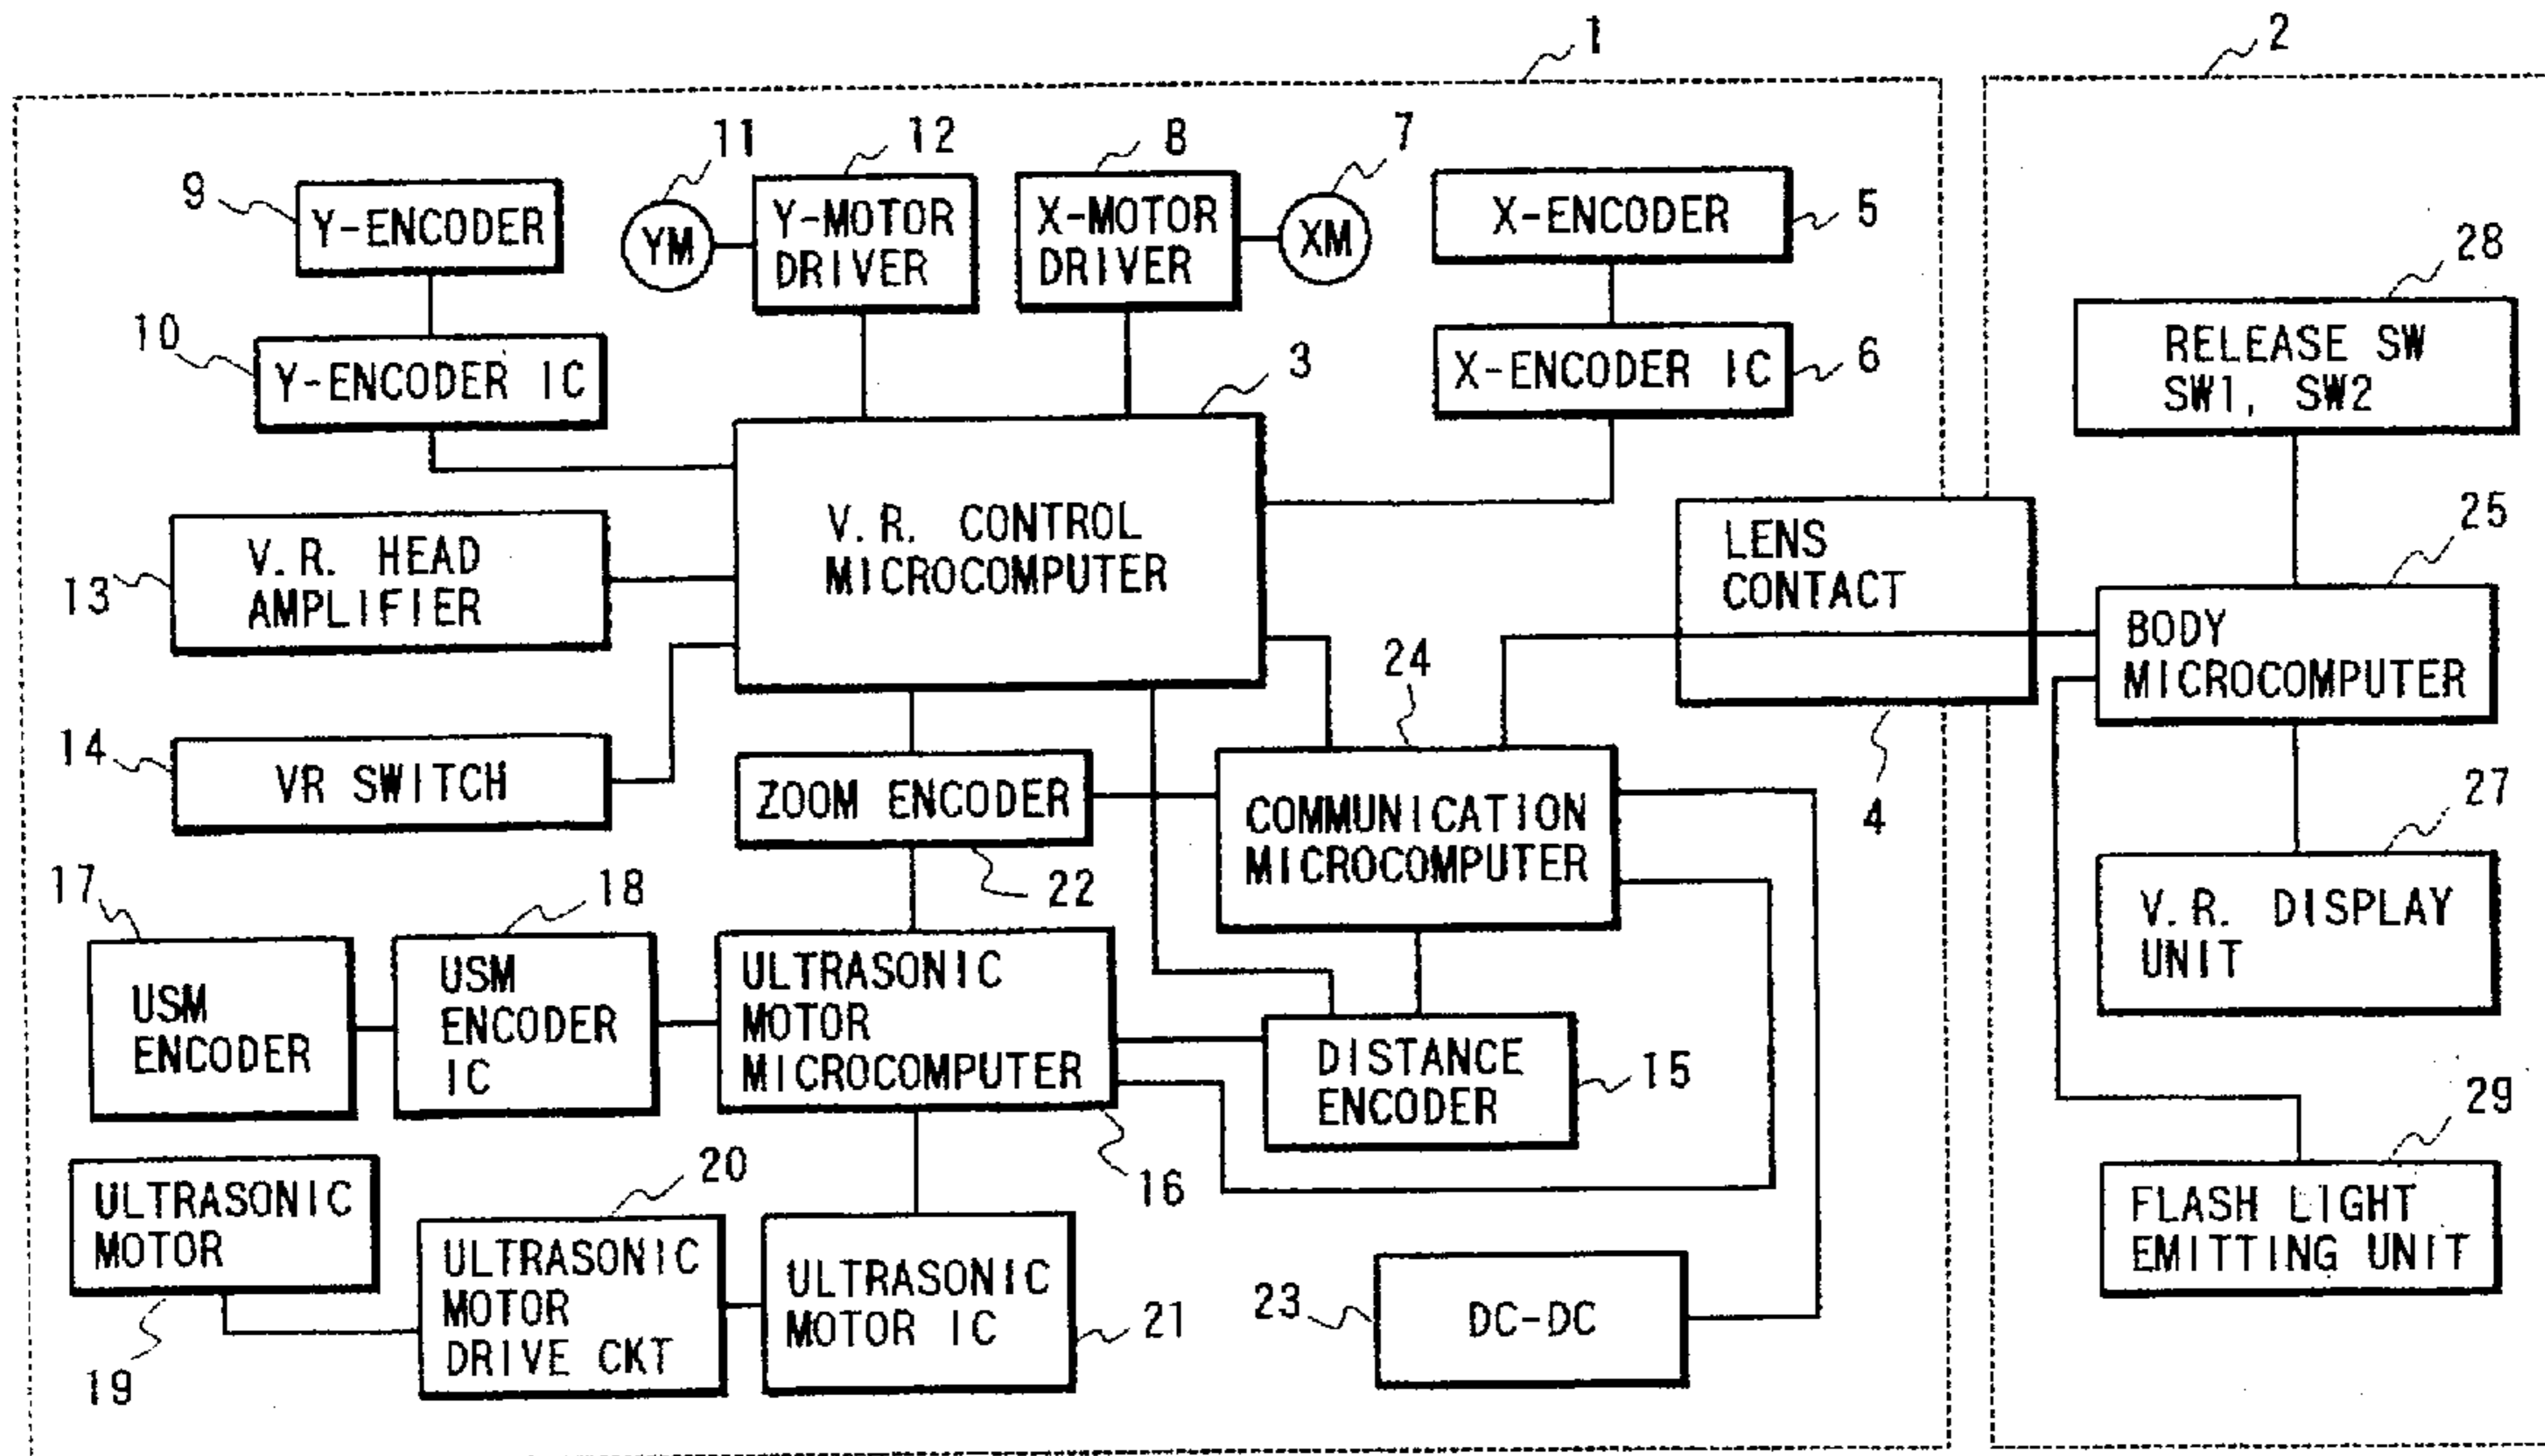 1
2
11
12
8
7
9
Y-ENCODER
YM
Y-MOTOR
DRIVER
X-MOTOR
DRIVER
XM
X-ENCODER
5
28
10
Y-ENCODER IC
3
X-ENCODER IC
6
RELEASE SW
SW1, SW2
13
V.R. HEAD
AMPLIFIER
V.R. CONTROL
MICROCOMPUTER
LENS
CONTACT
25
BODY
MICROCOMPUTER
24
14
VR SWITCH
ZOOM ENCODER
COMMUNICATION
MICROCOMPUTER
4
27
22
V.R. DISPLAY
UNIT
17
18
USM
ENCODER
USM
ENCODER
IC
ULTRASONIC
MOTOR
MICROCOMPUTER
DISTANCE
ENCODER
15
29
16
FLASH LIGHT
EMITTING UNIT
ULTRASONIC
MOTOR
19
20
ULTRASONIC
MOTOR
DRIVE CKT
ULTRASONIC
MOTOR IC
21
23
DC-DC